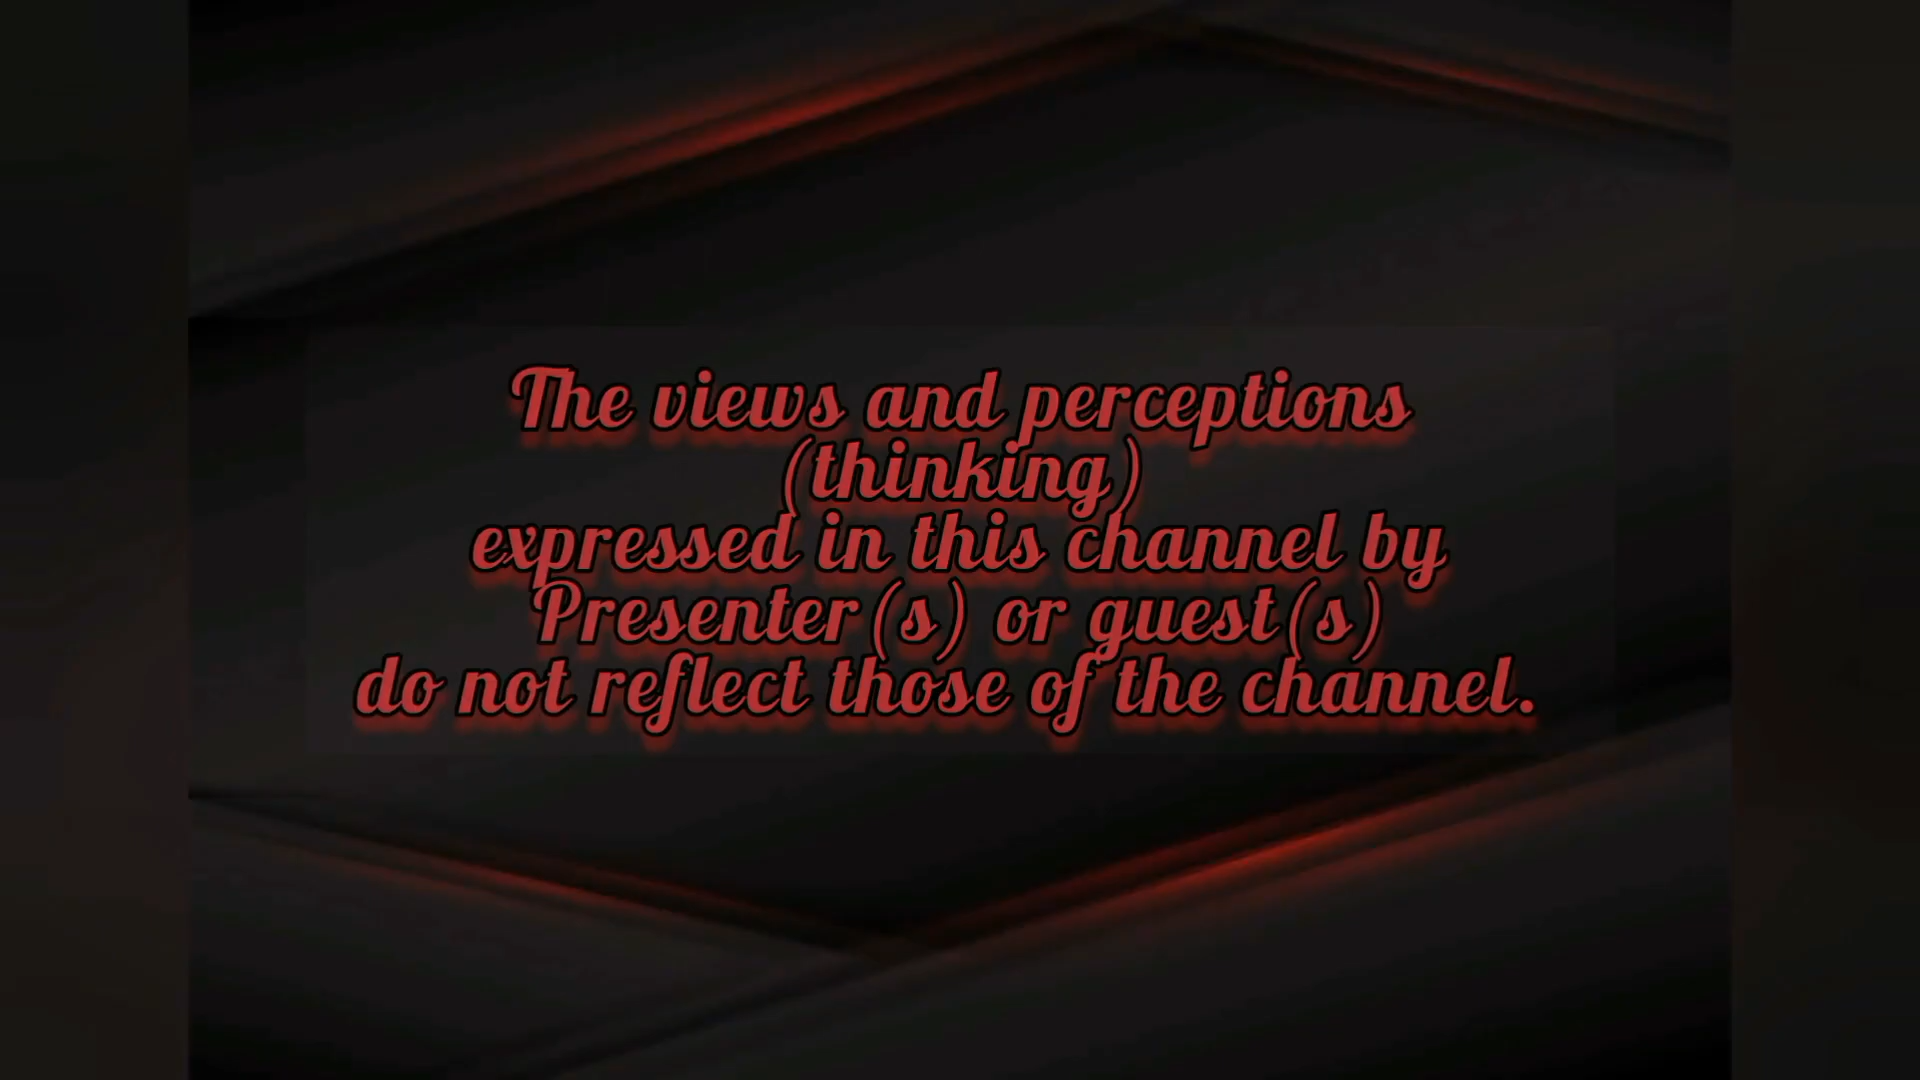 The views and perceptions
(thinking)
expressed in this channel by
Presenter(s) or guest(s)
do not reflect those of the channel.